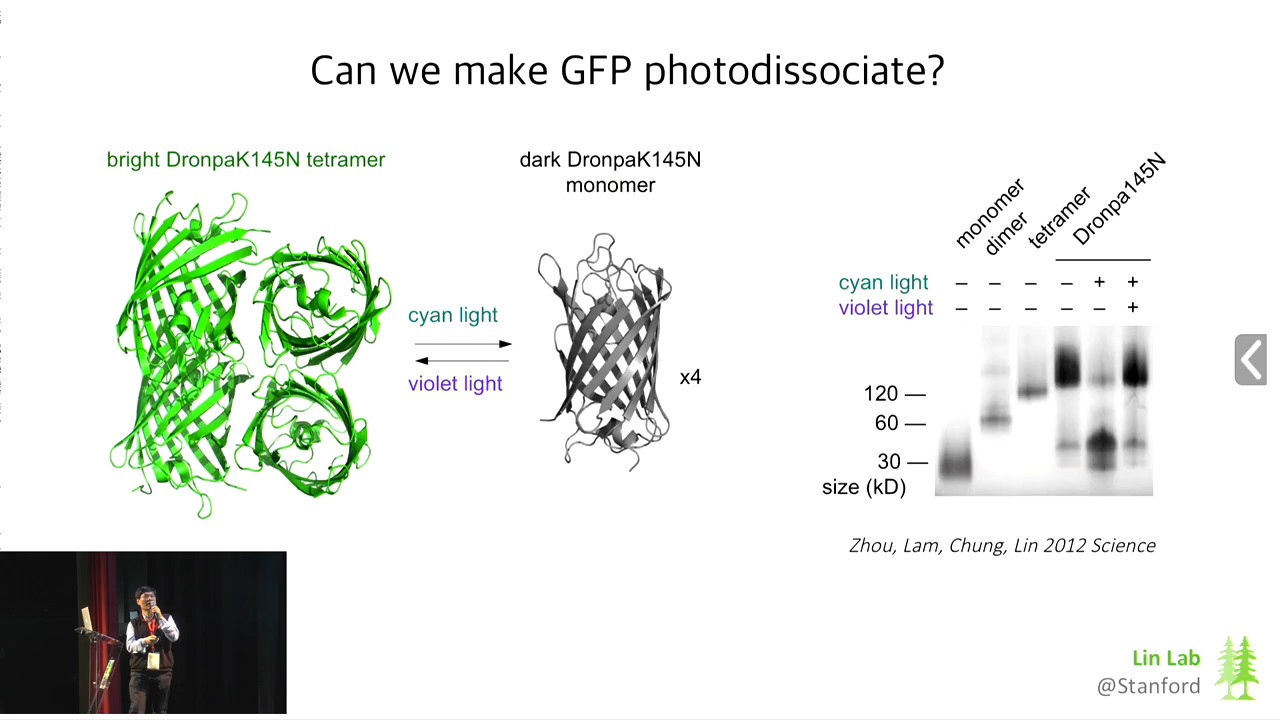 Can we make GFP photodissociate?
bright DronpaK145N tetramer
dark DronpaK145N
monomer
cyan light
violet light
x4
monomer
dimer
tetramer
Dronpa145N
cyan light – – – – + +
violet light – – – – – +
120 —
60 —
30 —
size (kD)
Zhou, Lam, Chung, Lin 2012 Science
Lin Lab
@Stanford